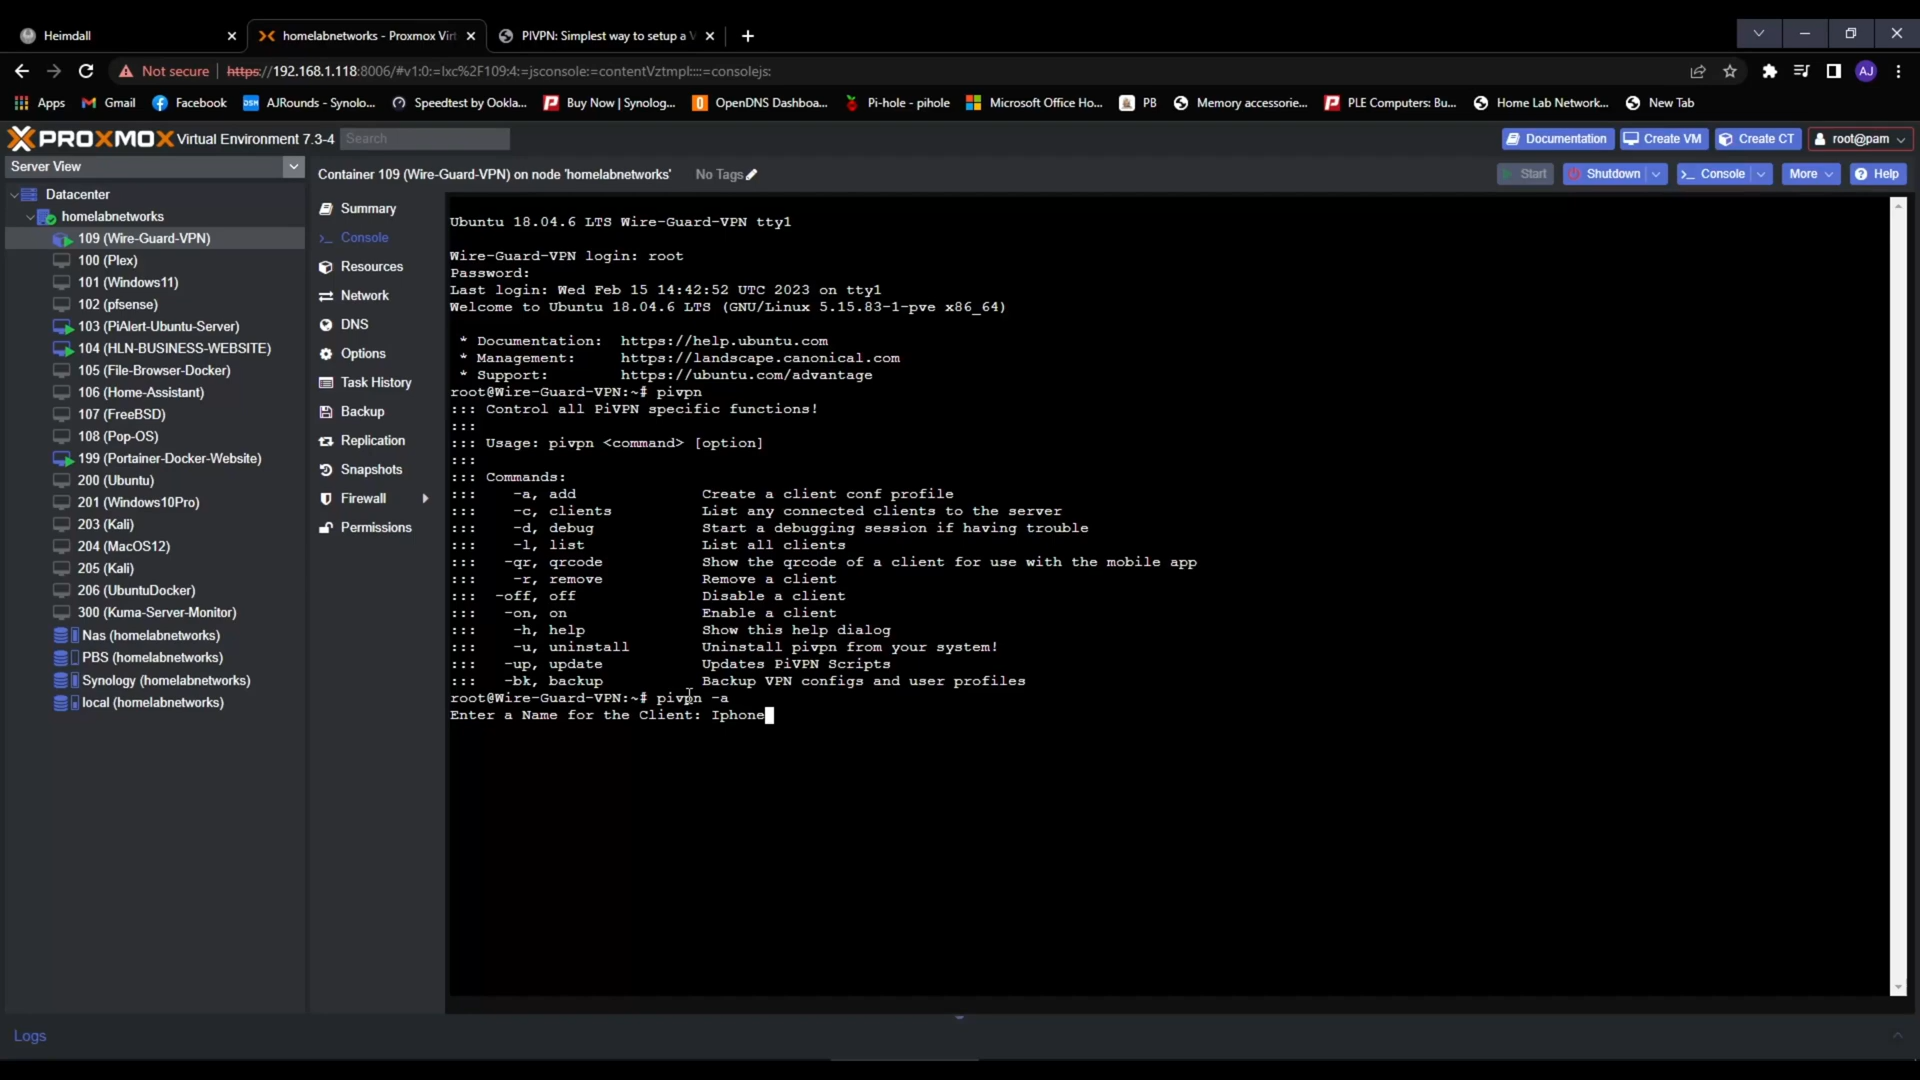 Heimdall
homelabnetworks - Proxmox Virt
PIVPN: Simplest way to setup a V
Not secure
https://192.168.1.118:8006/#v1:0:=lxc%2F109:4:=jsconsole:=contentVztmpl::::=consolejs:
AJ
Apps
Gmail
Facebook
AJRounds - Synolo...
Speedtest by Ookla...
Buy Now | Synolog...
OpenDNS Dashboa...
Pi-hole - pihole
Microsoft Office Ho...
PB
Memory accessorie...
PLE Computers: Bu...
Home Lab Network...
New Tab
PROXMOX Virtual Environment 7.3-4
Search
Documentation
Create VM
Create CT
root@pam
Server View
Container 109 (Wire-Guard-VPN) on node 'homelabnetworks'
No Tags
Start
Shutdown
Console
More
Help
Datacenter
homelabnetworks
109 (Wire-Guard-VPN)
100 (Plex)
101 (Windows11)
102 (pfsense)
103 (PiAlert-Ubuntu-Server)
104 (HLN-BUSINESS-WEBSITE)
105 (File-Browser-Docker)
106 (Home-Assistant)
107 (FreeBSD)
108 (Pop-OS)
199 (Portainer-Docker-Website)
200 (Ubuntu)
201 (Windows10Pro)
203 (Kali)
204 (MacOS12)
205 (Kali)
206 (UbuntuDocker)
300 (Kuma-Server-Monitor)
Nas (homelabnetworks)
PBS (homelabnetworks)
Synology (homelabnetworks)
local (homelabnetworks)
Summary
Console
Resources
Network
DNS
Options
Task History
Backup
Replication
Snapshots
Firewall
Permissions
Ubuntu 18.04.6 LTS Wire-Guard-VPN tty1
Wire-Guard-VPN login: root
Password:
Last login: Wed Feb 15 14:42:52 UTC 2023 on tty1
Welcome to Ubuntu 18.04.6 LTS (GNU/Linux 5.15.83-1-pve x86_64)
* Documentation:  https://help.ubuntu.com
* Management:     https://landscape.canonical.com
* Support:        https://ubuntu.com/advantage
root@Wire-Guard-VPN:~# pivpn
::: Control all PiVPN specific functions!
:::
::: Usage: pivpn <command> [option]
:::
::: Commands:
:::    -a, add              Create a client conf profile
:::    -c, clients          List any connected clients to the server
:::    -d, debug            Start a debugging session if having trouble
:::    -l, list             List all clients
:::   -qr, qrcode           Show the qrcode of a client for use with the mobile app
:::    -r, remove           Remove a client
:::  -off, off              Disable a client
:::   -on, on               Enable a client
:::    -h, help             Show this help dialog
:::    -u, uninstall        Uninstall pivpn from your system!
:::   -up, update           Updates PiVPN Scripts
:::   -bk, backup           Backup VPN configs and user profiles
root@Wire-Guard-VPN:~# pivpn -a
Enter a Name for the Client: Iphone
Logs